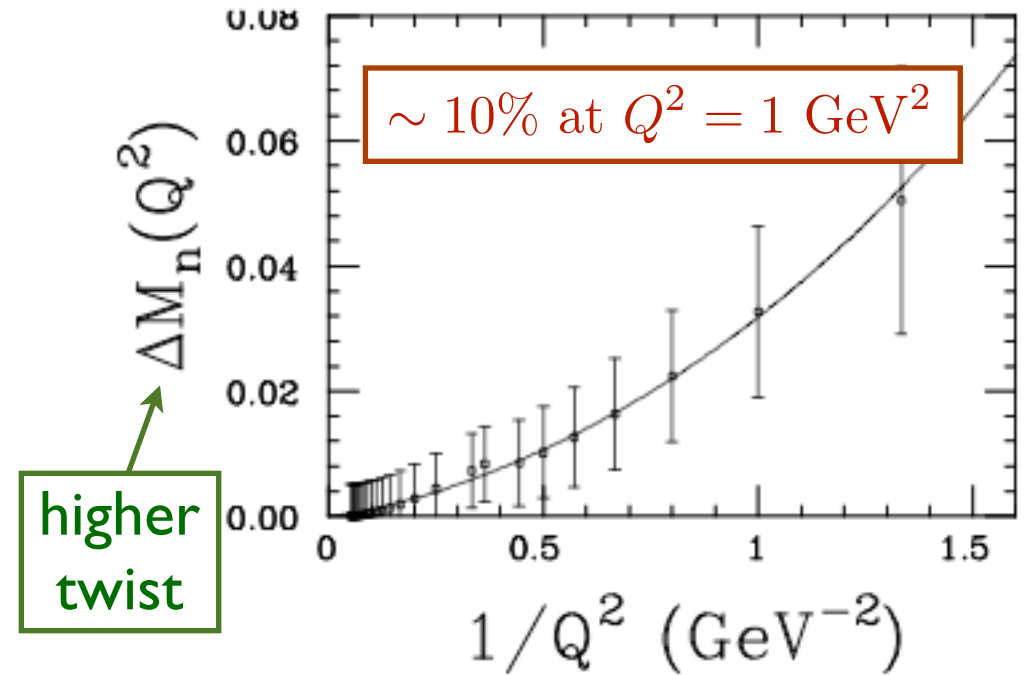 0.08
~ 10% at Q² = 1 GeV²
0.06
ΔMₙ(Q²)
0.04
0.02
higher
twist
0.00
0 0.5 1 1.5
1/Q² (GeV⁻²)